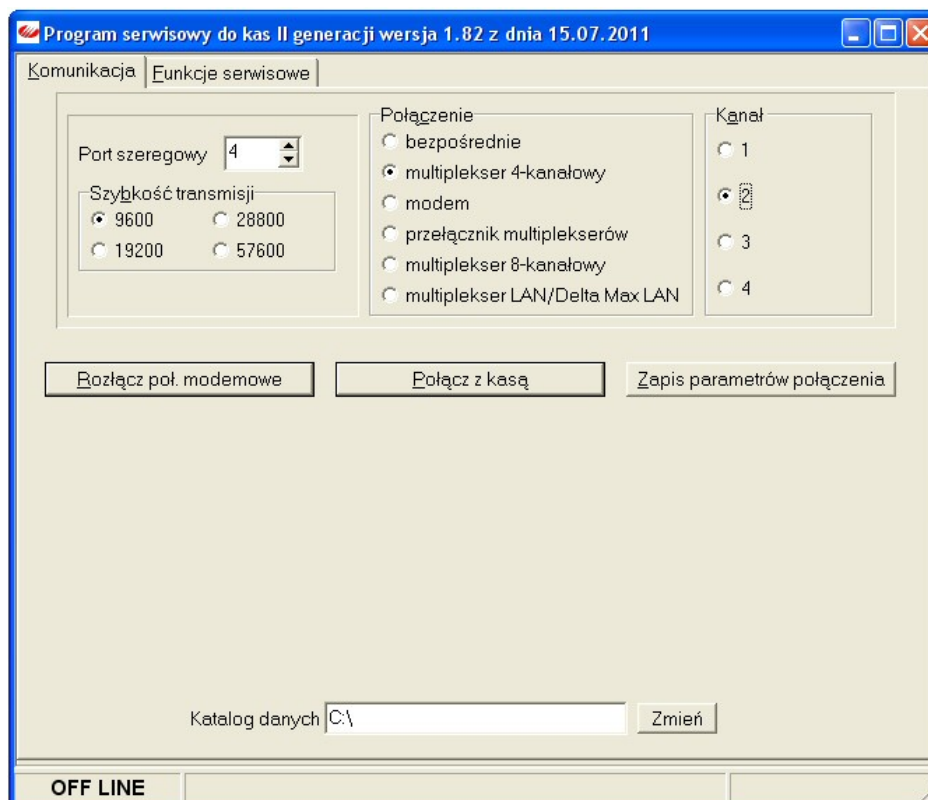 Program serwisowy do kas II generacji wersja 1.82 z dnia 15.07.2011
Komunikacja
Funkcje serwisowe
Port szeregowy
4
Szybkość transmisji
9600
28800
19200
57600
Połączenie
bezpośrednie
multiplekser 4-kanałowy
modem
przełącznik multiplekserów
multiplekser 8-kanałowy
multiplekser LAN/Delta Max LAN
Kanał
1
2
3
4
Rozłącz poł. modemowe
Połącz z kasą
Zapis parametrów połączenia
Katalog danych
C:\
Zmień
OFF LINE